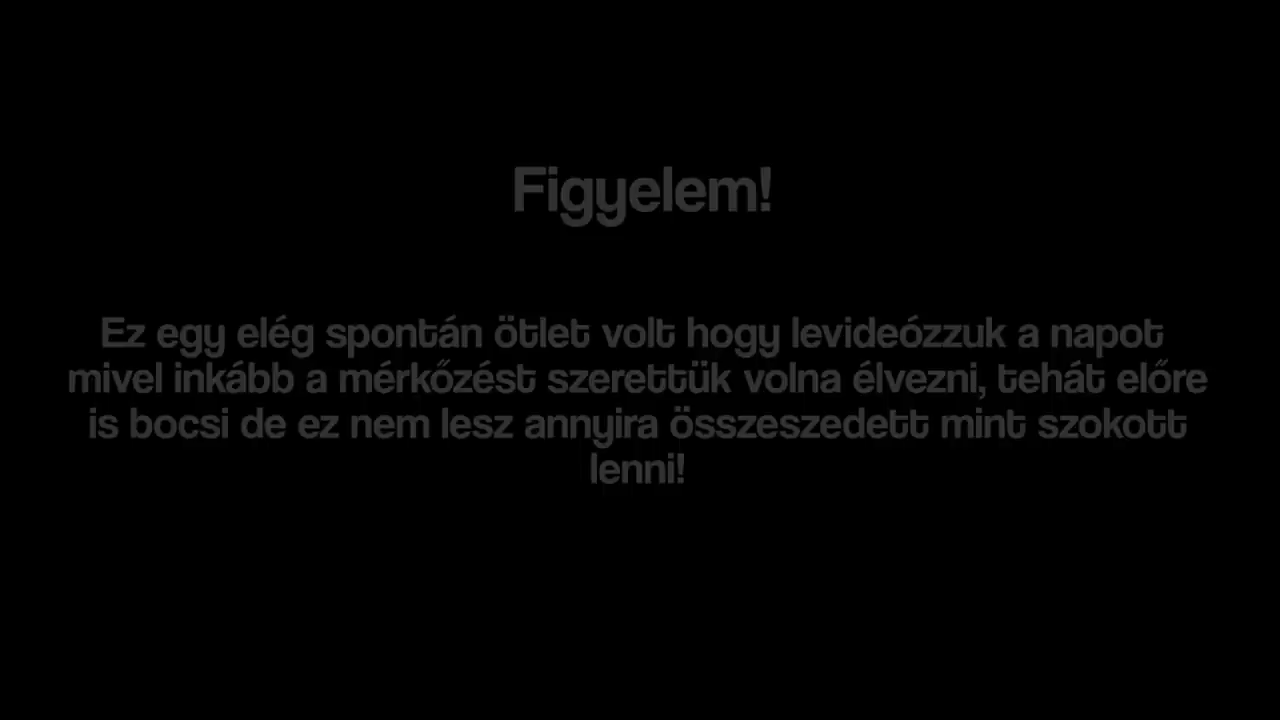 Figyelem!
Ez egy elég spontán ötlet volt hogy levideózzuk a napot
mivel inkább a mérkőzést szerettük volna élvezni, tehát előre
is bocsi de ez nem lesz annyira összeszedett mint szokott
lenni!